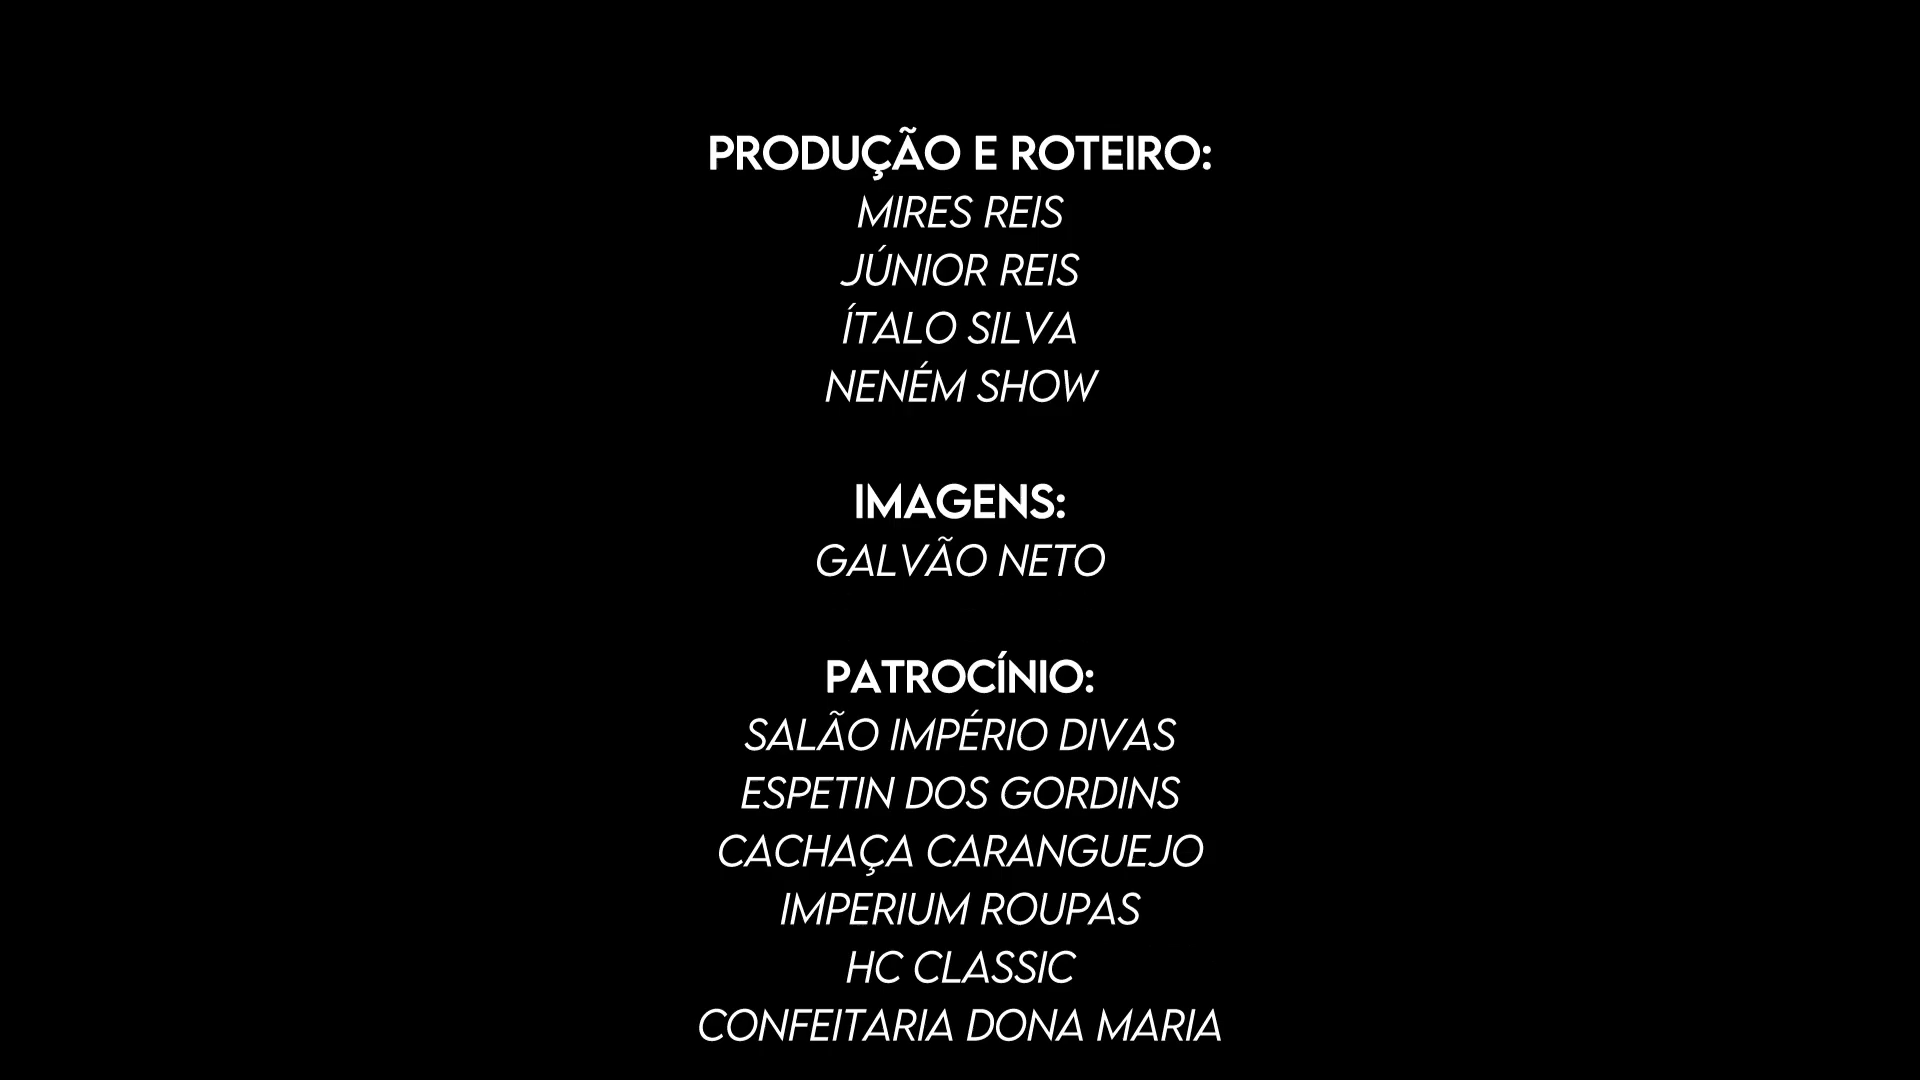 PRODUÇÃO E ROTEIRO:
MIRES REIS
JÚNIOR REIS
ÍTALO SILVA
NENÉM SHOW
IMAGENS:
GALVÃO NETO
PATROCÍNIO:
SALÃO IMPÉRIO DIVAS
ESPETIN DOS GORDINS
CACHAÇA CARANGUEJO
IMPERIUM ROUPAS
HC CLASSIC
CONFEITARIA DONA MARIA